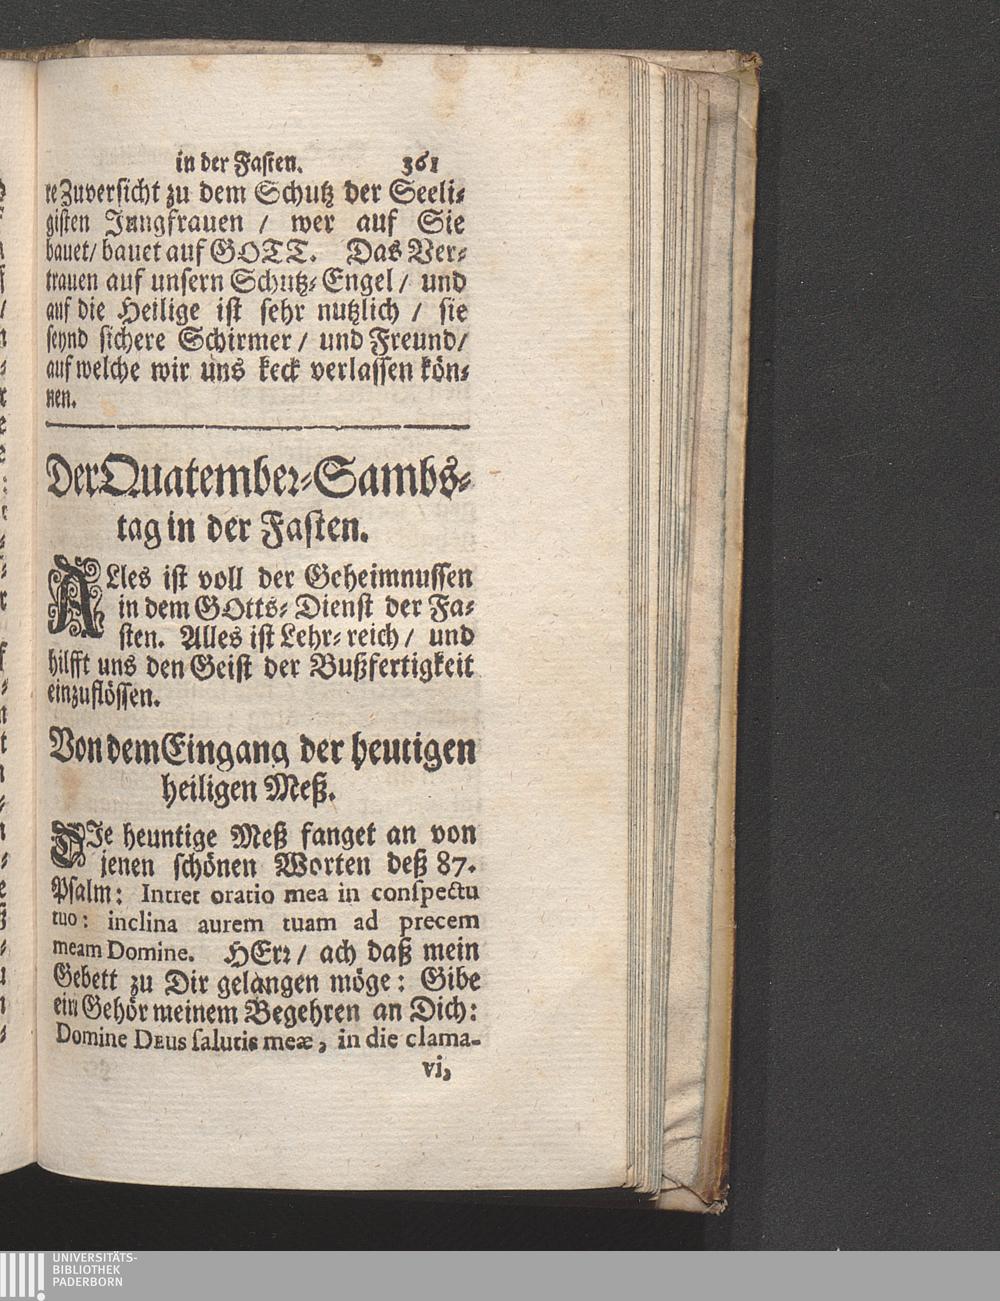 in der Fasten. 361
re Zuversicht zu dem Schutz der Seeli-
gisten Jungfrauen / wer auf Sie
bauet / bauet auf GOTT. Das Ver-
trauen auf unsern Schutz-Engel / und
auf die Heilige ist sehr nutzlich / sie
seynd sichere Schirmer / und Freund /
auf welche wir uns keck verlassen kön-
nen.
Der Quatember-Sambs-
tag in der Fasten.
ALles ist voll der Geheimnussen
in dem GOtts-Dienst der Fa-
sten. Alles ist Lehr-reich / und
hilfft uns den Geist der Bußfertigkeit
einzuflössen.
Von dem Eingang der heutigen
heiligen Meß.
DJe heuntige Meß fanget an von
jenen schönen Worten deß 87.
Psalm: Intret oratio mea in conspectu
tuo: inclina aurem tuam ad precem
meam Domine. HErr / ach daß mein
Gebett zu Dir gelangen möge: Gibe
ein Gehör meinem Begehren an Dich:
Domine DEus salutis meæ, in die clama-
vi,
UNIVERSITÄTS-
BIBLIOTHEK
PADERBORN